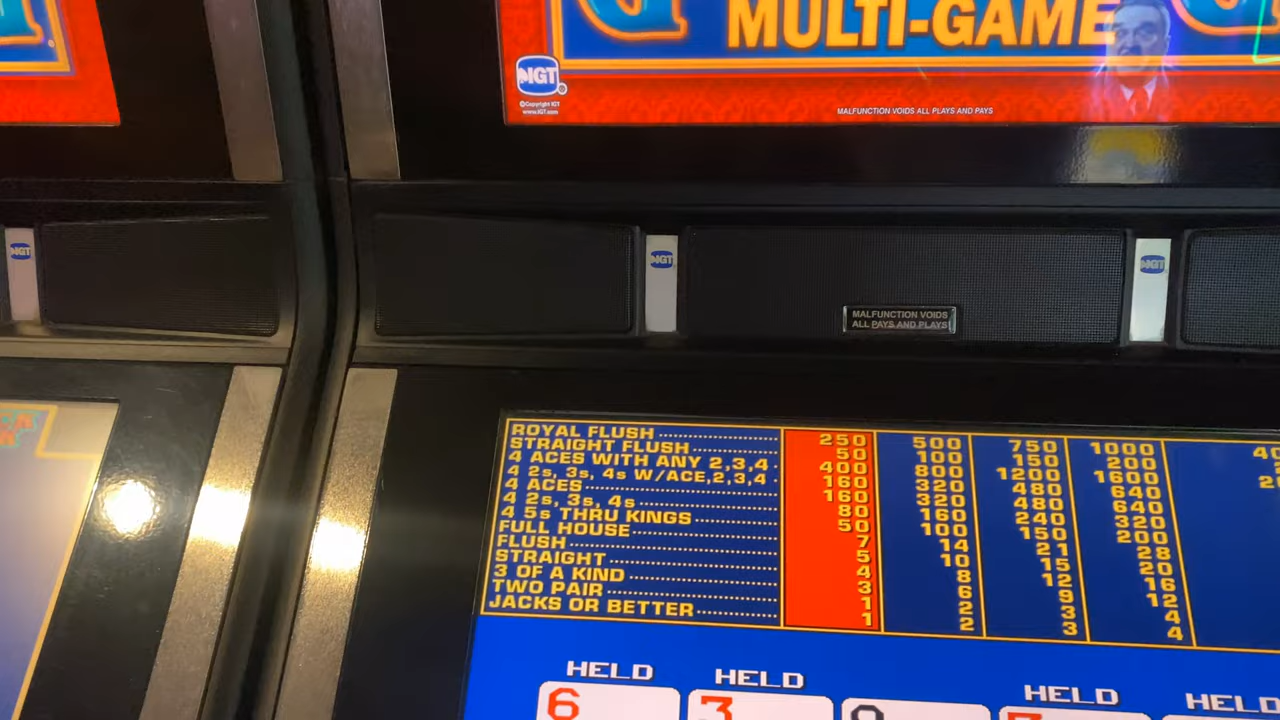 MULTI-GAME
IGT
©Copyright IGT
www.IGT.com
MALFUNCTION VOIDS ALL PLAYS AND PAYS
IGT
IGT
IGT
MALFUNCTION VOIDS
ALL PAYS AND PLAYS
ROYAL FLUSH 250 500 750 1000
STRAIGHT FLUSH 50 100 150 200
4 ACES WITH ANY 2,3,4 400 800 1200 1600
4 2s, 3s, 4s W/ACE,2,3,4 160 320 480 640
4 ACES 160 320 480 640
4 2s, 3s, 4s 80 160 240 320
4 5s THRU KINGS 50 100 150 200
FULL HOUSE 7 14 21 28
FLUSH 5 10 15 20
STRAIGHT 4 8 12 16
3 OF A KIND 3 6 9 12
TWO PAIR 1 2 3 4
JACKS OR BETTER 1 2 3 4
HELD HELD HELD HELD
6 3